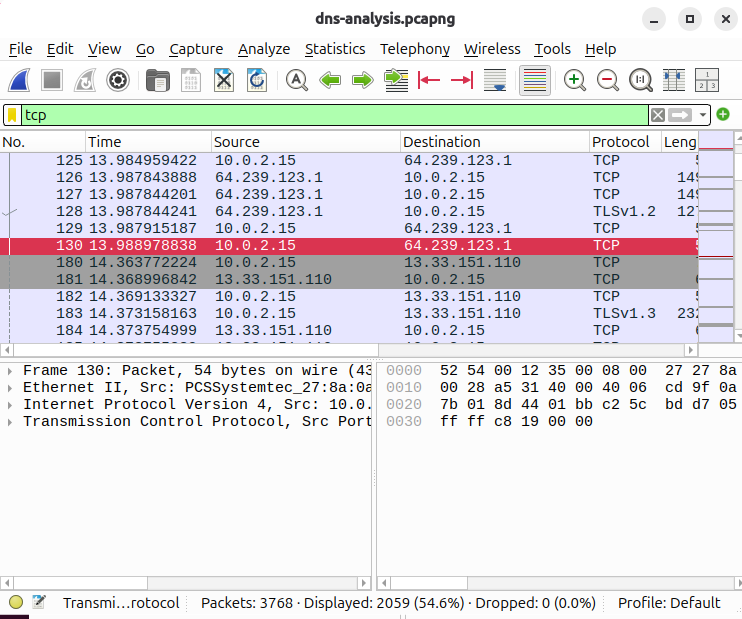 dns-analysis.pcapng
File Edit View Go Capture Analyze Statistics Telephony Wireless Tools Help
tcp
No. Time Source Destination Protocol Leng
125 13.984959422 10.0.2.15 64.239.123.1 TCP
126 13.987843888 64.239.123.1 10.0.2.15 TCP 149
127 13.987844201 64.239.123.1 10.0.2.15 TCP 149
128 13.987844241 64.239.123.1 10.0.2.15 TLSv1.2 127
129 13.987915187 10.0.2.15 64.239.123.1 TCP
130 13.988978838 10.0.2.15 64.239.123.1 TCP
180 14.363772224 10.0.2.15 13.33.151.110 TCP
181 14.368996842 13.33.151.110 10.0.2.15 TCP
182 14.369133327 10.0.2.15 13.33.151.110 TCP
183 14.373158163 10.0.2.15 13.33.151.110 TLSv1.3 232
184 14.373754999 13.33.151.110 10.0.2.15 TCP
Frame 130: Packet, 54 bytes on wire (43
Ethernet II, Src: PCSSystemtec_27:8a:0a
Internet Protocol Version 4, Src: 10.0.
Transmission Control Protocol, Src Port
0000 52 54 00 12 35 00 08 00 27 27 8a
0010 00 28 a5 31 40 00 40 06 cd 9f 0a
0020 7b 01 8d 44 01 bb c2 5c bd d7 05
0030 ff ff c8 19 00 00
Transmi…rotocol Packets: 3768 · Displayed: 2059 (54.6%) · Dropped: 0 (0.0%) Profile: Default